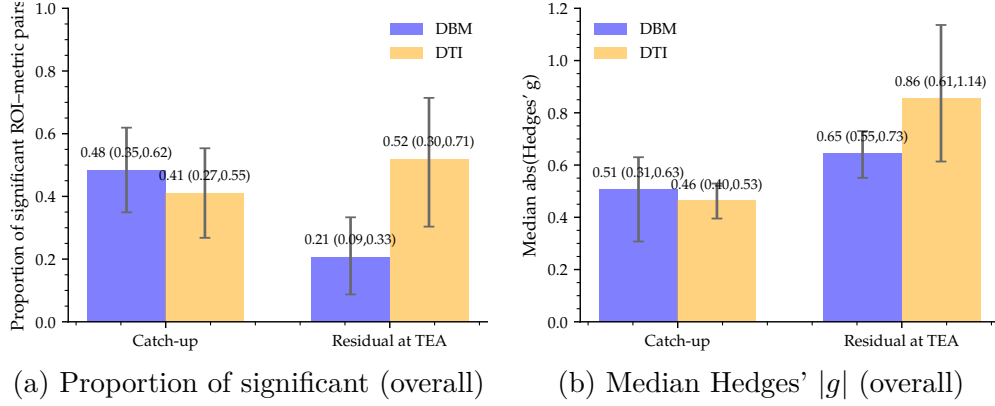 Proportion of significant ROI–metric pairs
1.0
0.8
0.6
0.4
0.2
0.0
DBM
DTI
0.48 (0.35,0.62)
0.41 (0.27,0.55)
0.21 (0.09,0.33)
0.52 (0.30,0.71)
Catch-up
Residual at TEA
(a) Proportion of significant (overall)
Median abs(Hedges' g)
1.2
1.0
0.8
0.6
0.4
0.2
0.0
DBM
DTI
0.51 (0.31,0.63)
0.46 (0.40,0.53)
0.65 (0.55,0.73)
0.86 (0.61,1.14)
Catch-up
Residual at TEA
(b) Median Hedges' |g| (overall)